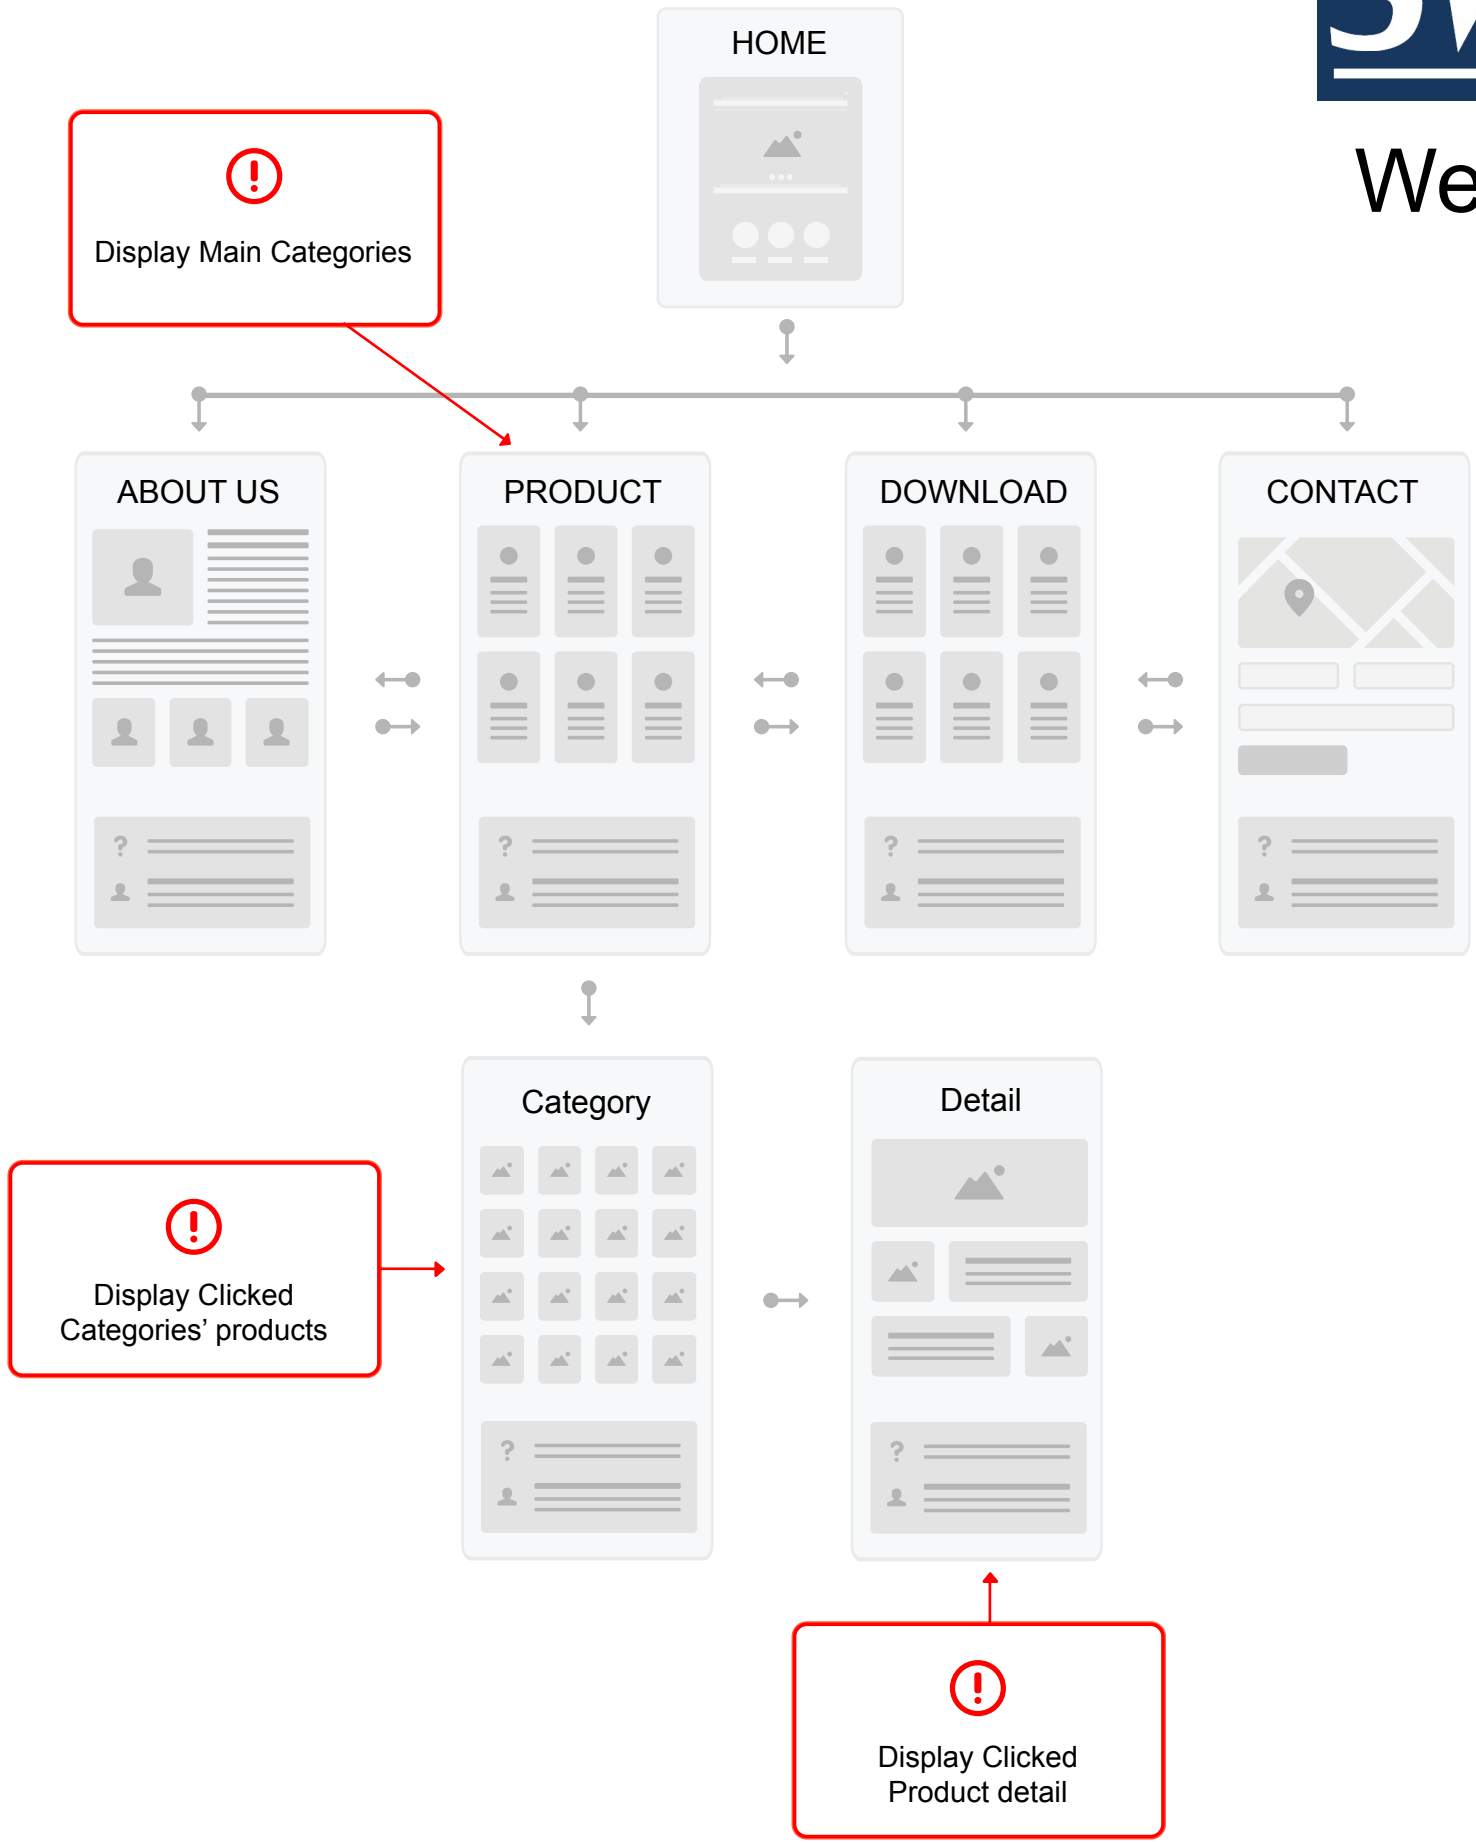 HOME
Display Main Categories
ABOUT US
PRODUCT
DOWNLOAD
CONTACT
Category
Detail
Display Clicked
Categories’ products
Display Clicked
Product detail